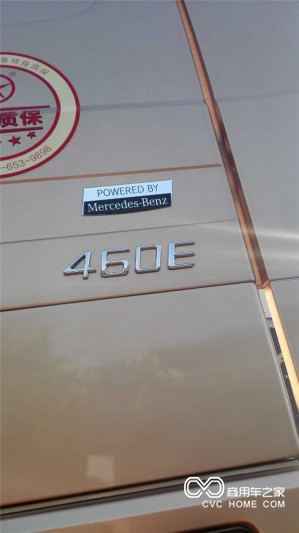 ®
质保
-653-9898
POWERED BY
Mercedes-Benz
460E
商用车之家
CVC HOME.COM